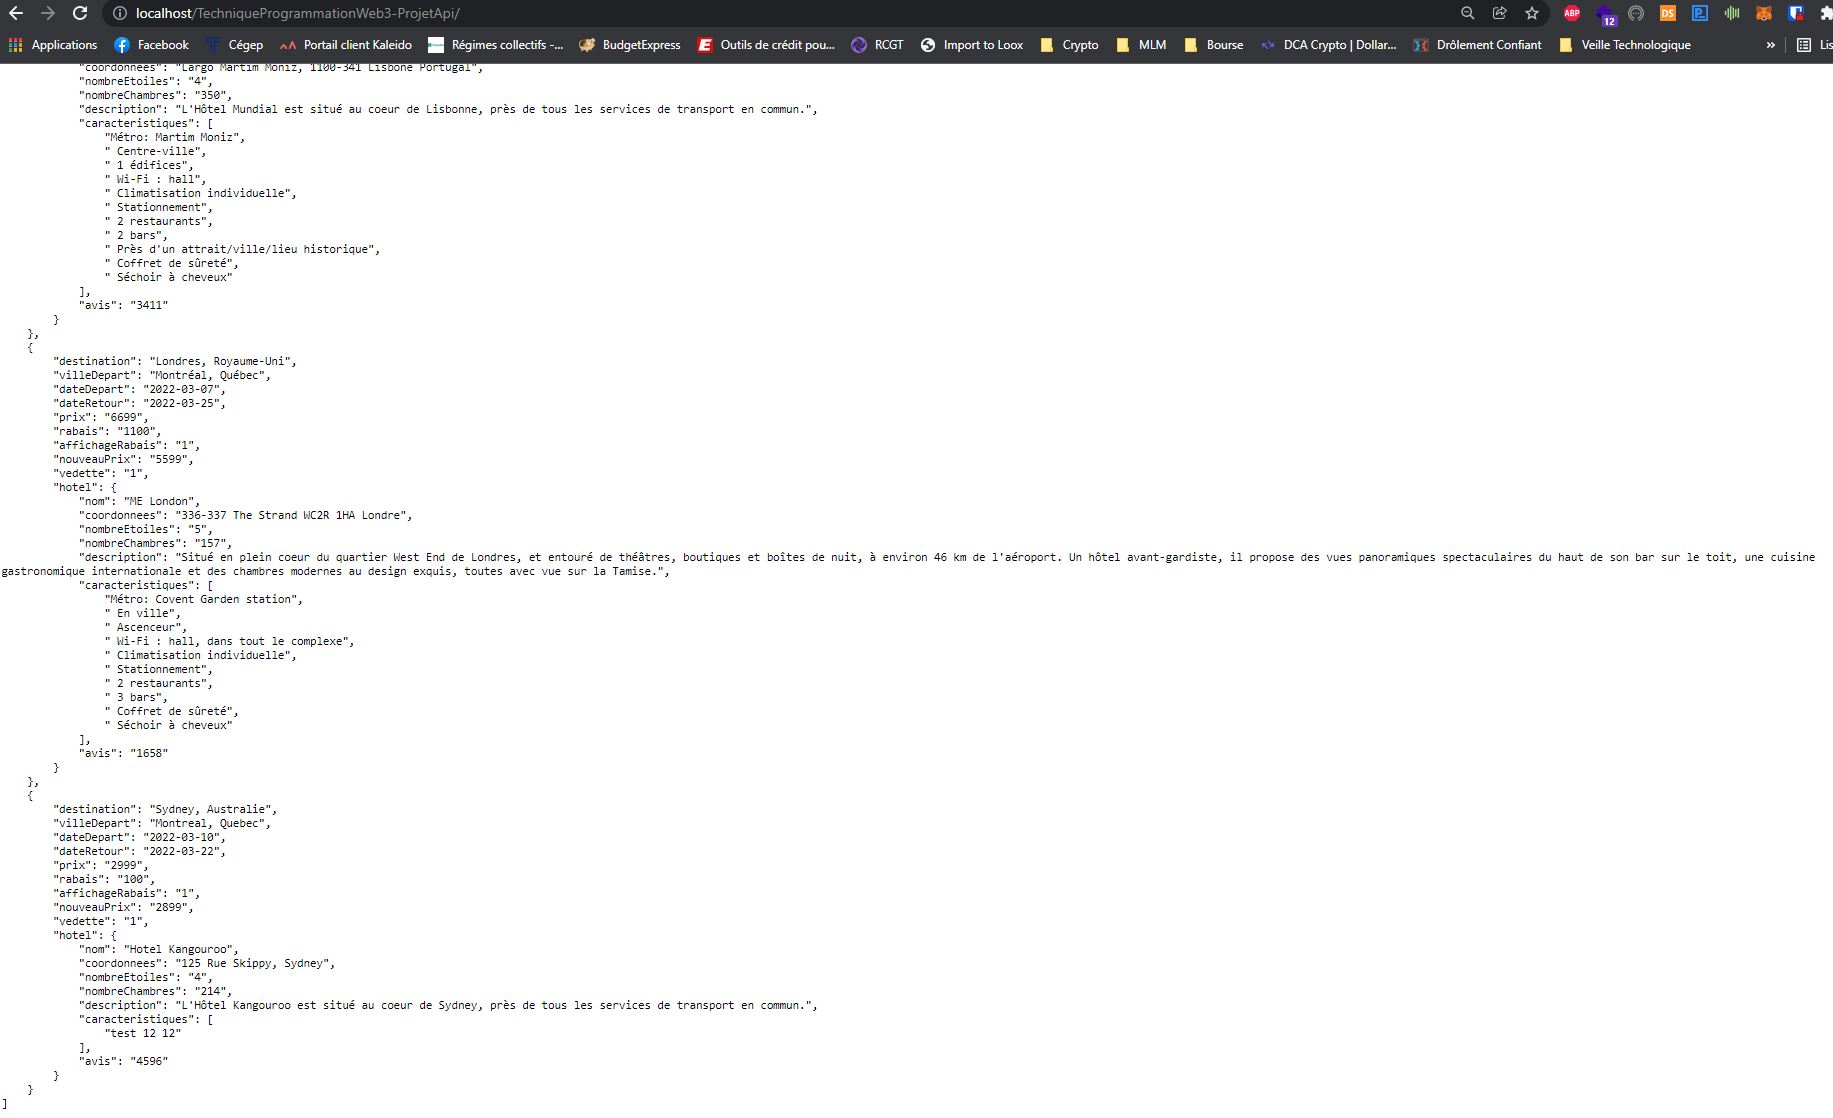 localhost/TechniqueProgrammationWeb3-ProjetApi/
ABP
12
DS
Applications Facebook Cégep Portail client Kaleido Régimes collectifs -... BudgetExpress Outils de crédit pou... RCGT Import to Loox Crypto MLM Bourse DCA Crypto | Dollar... Drôlement Confiant Veille Technologique » Lis
"coordonnees": "Largo Martim Moniz, 1100-341 Lisbone Portugal",
"nombreEtoiles": "4",
"nombreChambres": "350",
"description": "L'Hôtel Mundial est situé au coeur de Lisbonne, près de tous les services de transport en commun.",
"caracteristiques": [
"Métro: Martim Moniz",
" Centre-ville",
" 1 édifices",
" Wi-Fi : hall",
" Climatisation individuelle",
" Stationnement",
" 2 restaurants",
" 2 bars",
" Près d'un attrait/ville/lieu historique",
" Coffret de sûreté",
" Séchoir à cheveux"
],
"avis": "3411"
}
},
{
"destination": "Londres, Royaume-Uni",
"villeDepart": "Montréal, Québec",
"dateDepart": "2022-03-07",
"dateRetour": "2022-03-25",
"prix": "6699",
"rabais": "1100",
"affichageRabais": "1",
"nouveauPrix": "5599",
"vedette": "1",
"hotel": {
"nom": "ME London",
"coordonnees": "336-337 The Strand WC2R 1HA Londre",
"nombreEtoiles": "5",
"nombreChambres": "157",
"description": "Situé en plein coeur du quartier West End de Londres, et entouré de théâtres, boutiques et boîtes de nuit, à environ 46 km de l'aéroport. Un hôtel avant-gardiste, il propose des vues panoramiques spectaculaires du haut de son bar sur le toit, une cuisine
gastronomique internationale et des chambres modernes au design exquis, toutes avec vue sur la Tamise.",
"caracteristiques": [
"Métro: Covent Garden station",
" En ville",
" Ascenceur",
" Wi-Fi : hall, dans tout le complexe",
" Climatisation individuelle",
" Stationnement",
" 2 restaurants",
" 3 bars",
" Coffret de sûreté",
" Séchoir à cheveux"
],
"avis": "1658"
}
},
{
"destination": "Sydney, Australie",
"villeDepart": "Montreal, Quebec",
"dateDepart": "2022-03-10",
"dateRetour": "2022-03-22",
"prix": "2999",
"rabais": "100",
"affichageRabais": "1",
"nouveauPrix": "2899",
"vedette": "1",
"hotel": {
"nom": "Hotel Kangouroo",
"coordonnees": "125 Rue Skippy, Sydney",
"nombreEtoiles": "4",
"nombreChambres": "214",
"description": "L'Hôtel Kangouroo est situé au coeur de Sydney, près de tous les services de transport en commun.",
"caracteristiques": [
"test 12 12"
],
"avis": "4596"
}
}
]